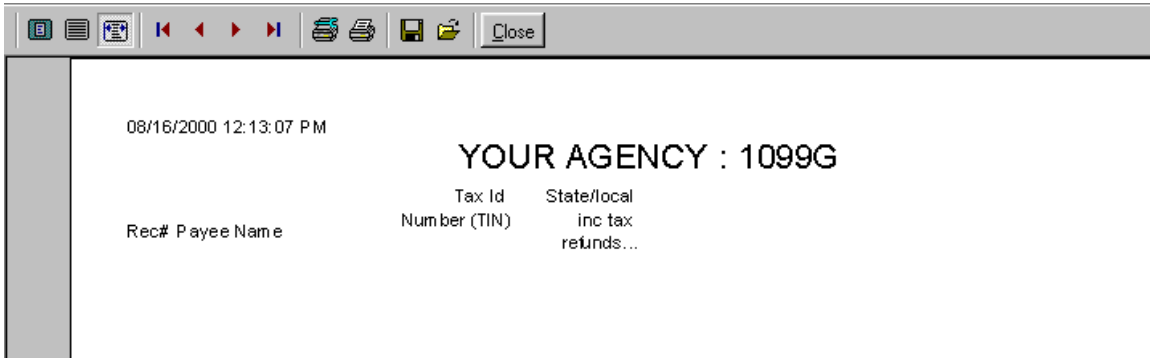 Close
08/16/2000 12:13:07 PM
YOUR AGENCY : 1099G
Tax Id State/local
Number (TIN) inc tax
Rec# Payee Name
refunds...